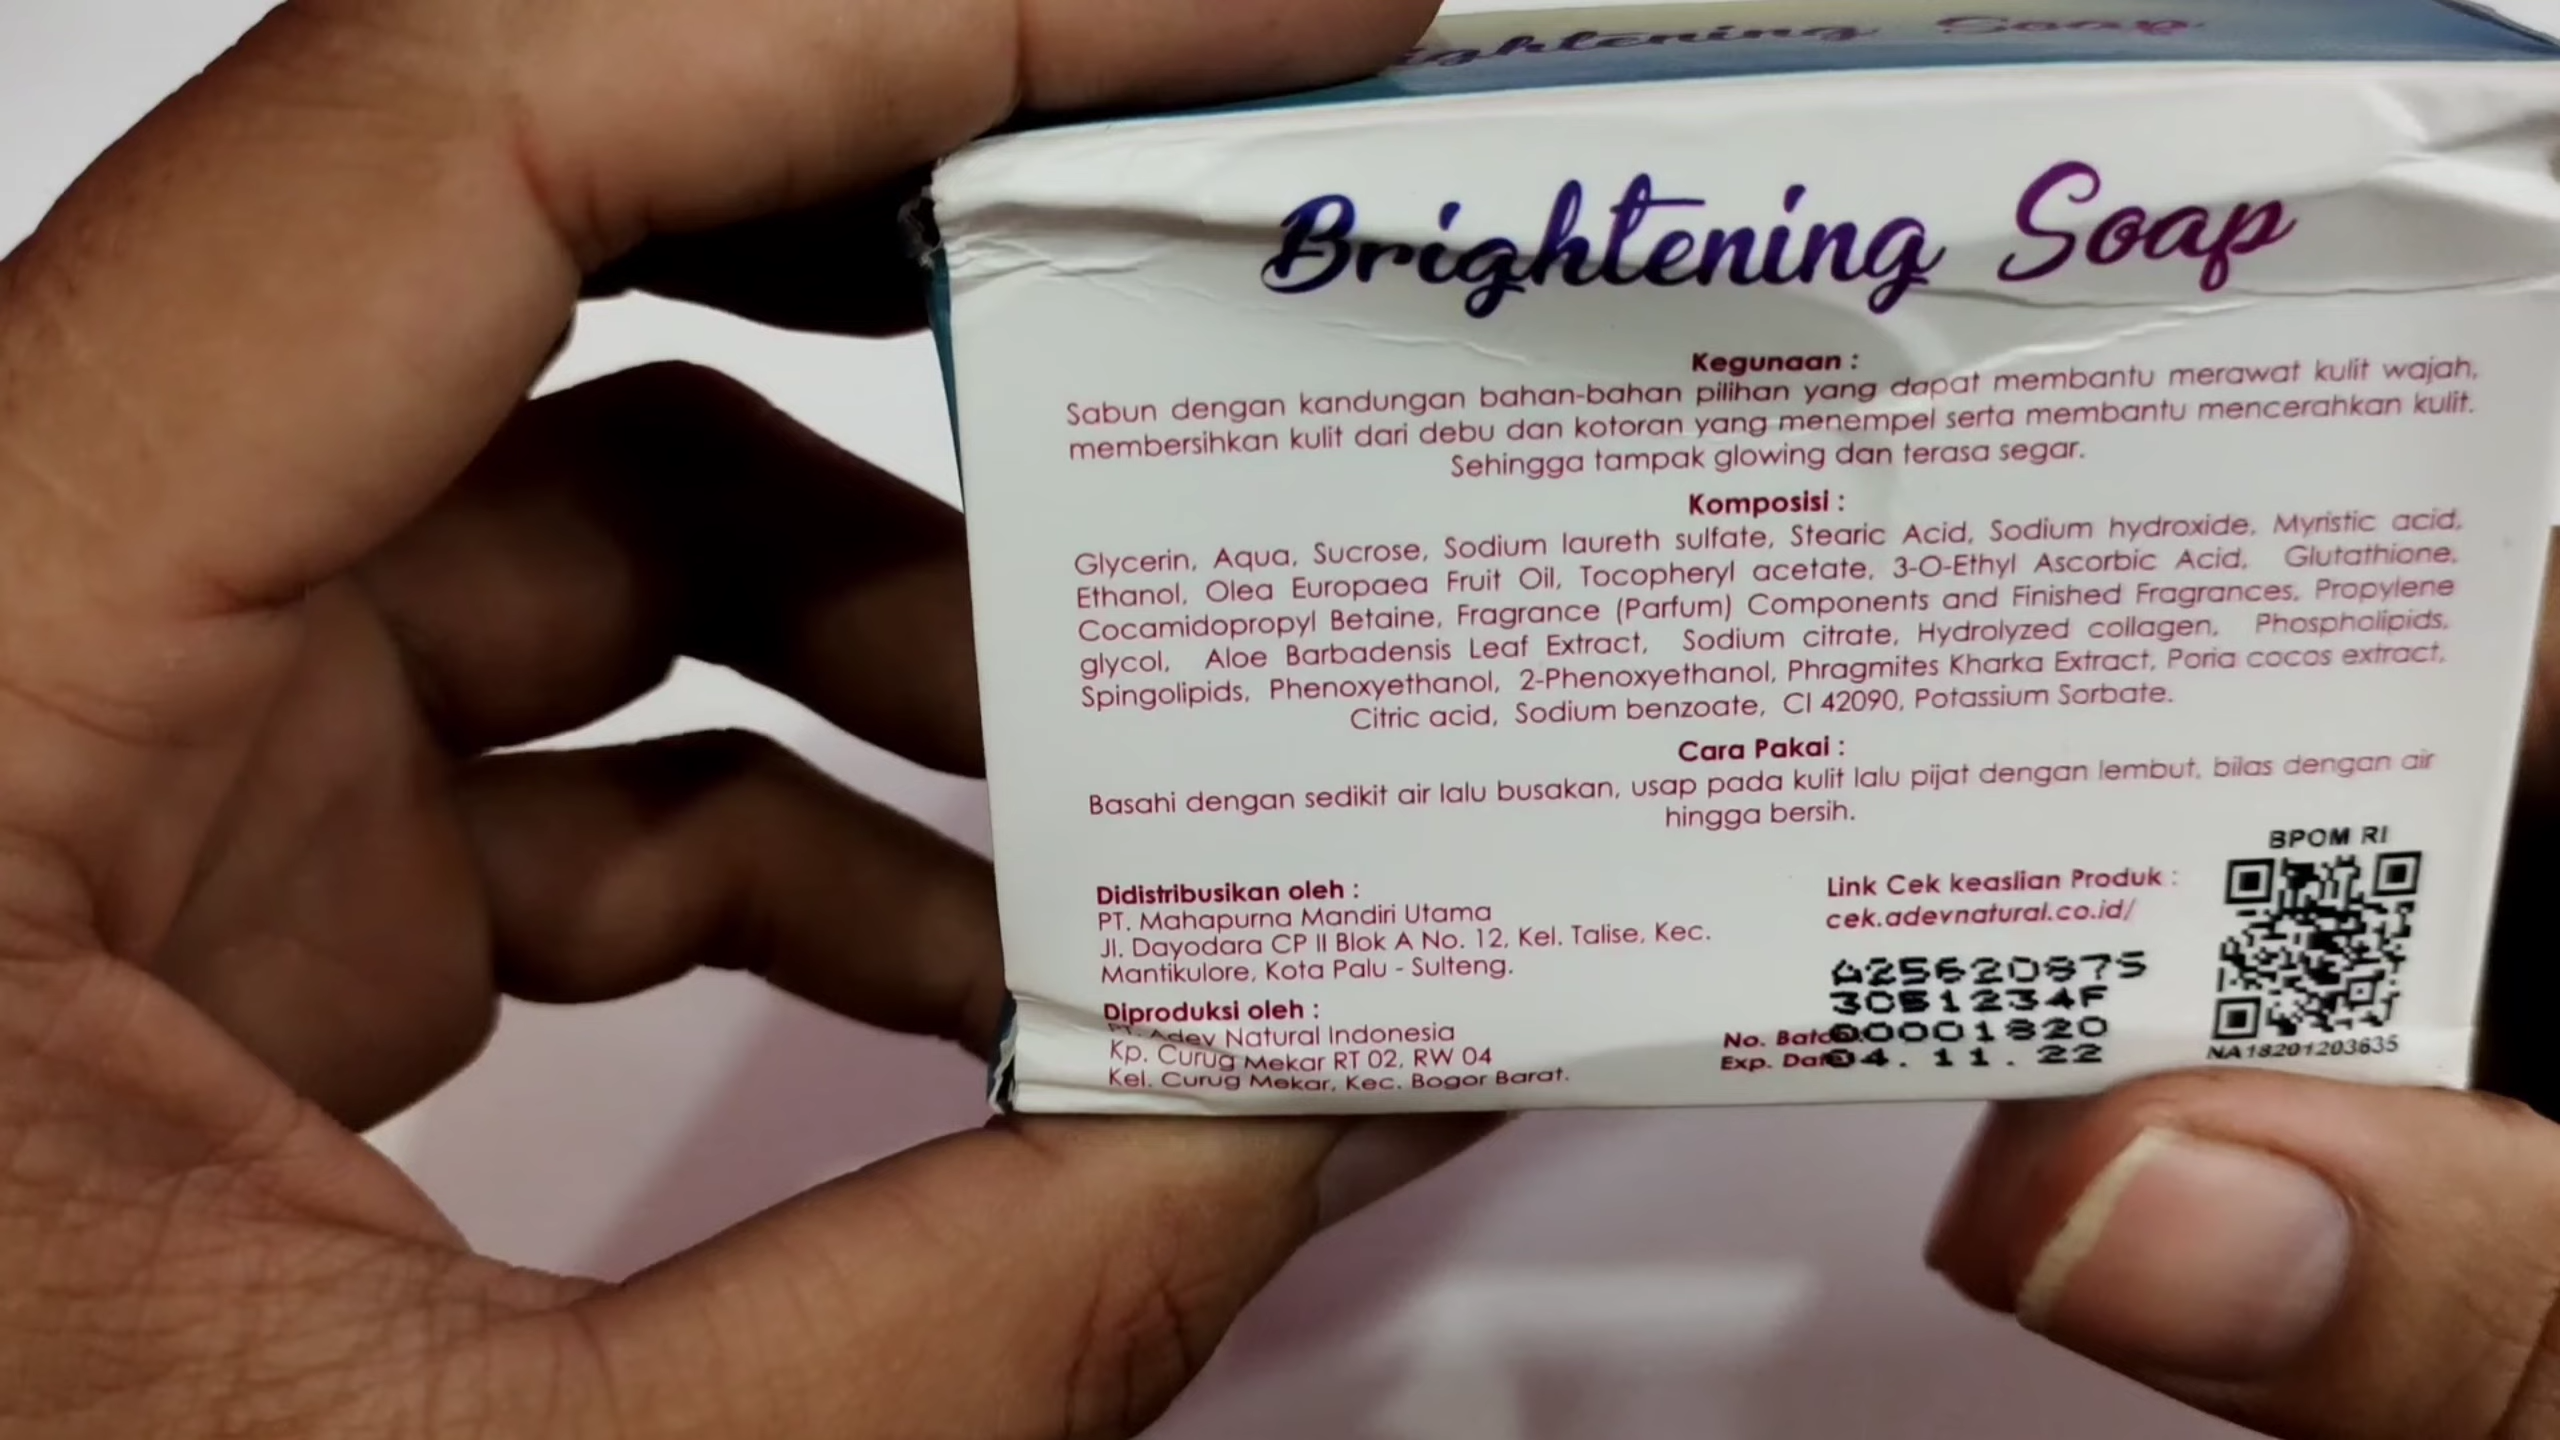 ightening Soap
Brightening Soap
Kegunaan :
Sabun dengan kandungan bahan-bahan pilihan yang dapat membantu merawat kulit wajah,
membersihkan kulit dari debu dan kotoran yang menempel serta membantu mencerahkan kulit.
Sehingga tampak glowing dan terasa segar.
Komposisi :
Glycerin, Aqua, Sucrose, Sodium laureth sulfate, Stearic Acid, Sodium hydroxide, Myristic acid,
Ethanol, Olea Europaea Fruit Oil, Tocopheryl acetate, 3-O-Ethyl Ascorbic Acid, Glutathione,
Cocamidopropyl Betaine, Fragrance (Parfum) Components and Finished Fragrances, Propylene
glycol, Aloe Barbadensis Leaf Extract, Sodium citrate, Hydrolyzed collagen, Phospholipids,
Spingolipids, Phenoxyethanol, 2-Phenoxyethanol, Phragmites Kharka Extract, Poria cocos extract,
Citric acid, Sodium benzoate, CI 42090, Potassium Sorbate.
Cara Pakai :
Basahi dengan sedikit air lalu busakan, usap pada kulit lalu pijat dengan lembut, bilas dengan air
hingga bersih.
Didistribusikan oleh :
PT. Mahapurna Mandiri Utama
Jl. Dayodara CP II Blok A No. 12, Kel. Talise, Kec.
Mantikulore, Kota Palu - Sulteng.
Diproduksi oleh :
PT. Adev Natural Indonesia
Kp. Curug Mekar RT 02, RW 04
Kel. Curug Mekar, Kec. Bogor Barat.
Link Cek keaslian Produk :
cek.adevnatural.co.id/
A25620875
3051234F
No. Batch 00001820
Exp. Date 04.11.22
BPOM RI
NA18201203635